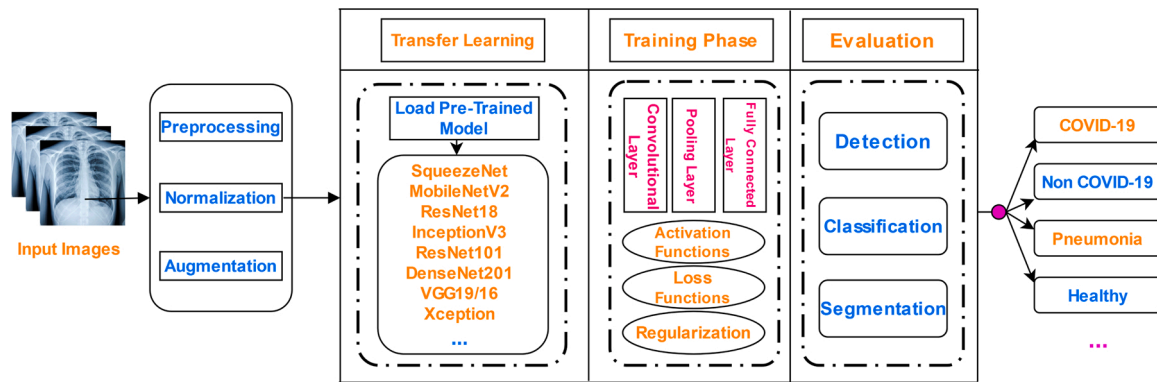 Input Images
Preprocessing
Normalization
Augmentation
Transfer Learning
Load Pre-Trained
Model
SqueezeNet
MobileNetV2
ResNet18
InceptionV3
ResNet101
DenseNet201
VGG19/16
Xception
...
Training Phase
Convolutional
Layer
Pooling Layer
Fully Connected
Layer
Activation
Functions
Loss
Functions
Regularization
Evaluation
Detection
Classification
Segmentation
COVID-19
Non COVID-19
Pneumonia
Healthy
...